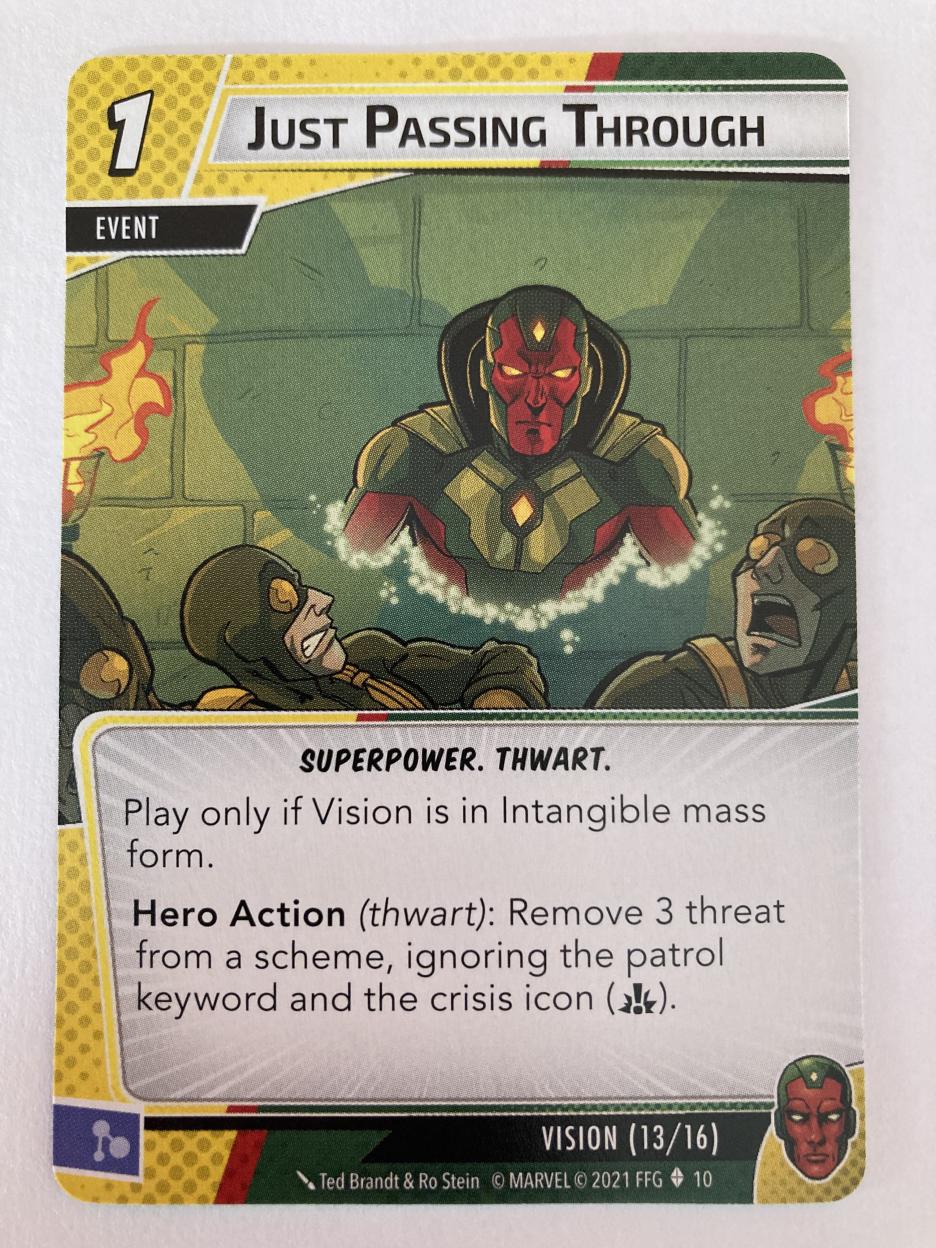 1
JUST PASSING THROUGH
EVENT
SUPERPOWER. THWART.
Play only if Vision is in Intangible mass
form.
Hero Action (thwart): Remove 3 threat
from a scheme, ignoring the patrol
keyword and the crisis icon ( ).
VISION (13/16)
Ted Brandt & Ro Stein © MARVEL © 2021 FFG 10